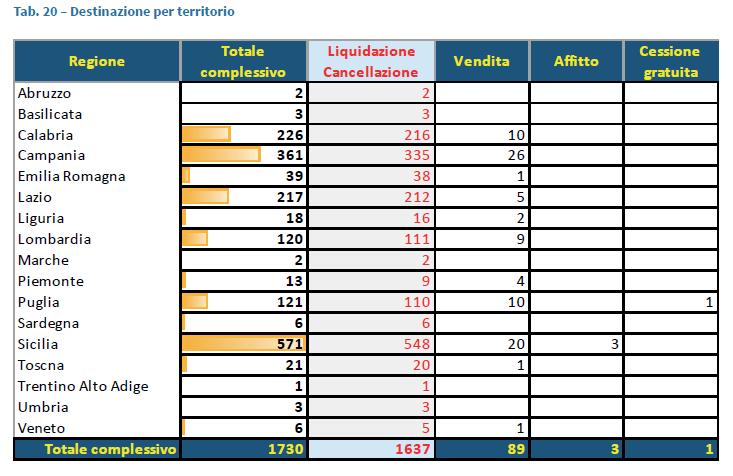 Tab. 20 – Destinazione per territorio
Regione Totale complessivo Liquidazione Cancellazione Vendita Affitto Cessione gratuita
Abruzzo 2 2
Basilicata 3 3
Calabria 226 216 10
Campania 361 335 26
Emilia Romagna 39 38 1
Lazio 217 212 5
Liguria 18 16 2
Lombardia 120 111 9
Marche 2 2
Piemonte 13 9 4
Puglia 121 110 10 1
Sardegna 6 6
Sicilia 571 548 20 3
Toscna 21 20 1
Trentino Alto Adige 1 1
Umbria 3 3
Veneto 6 5 1
Totale complessivo 1730 1637 89 3 1